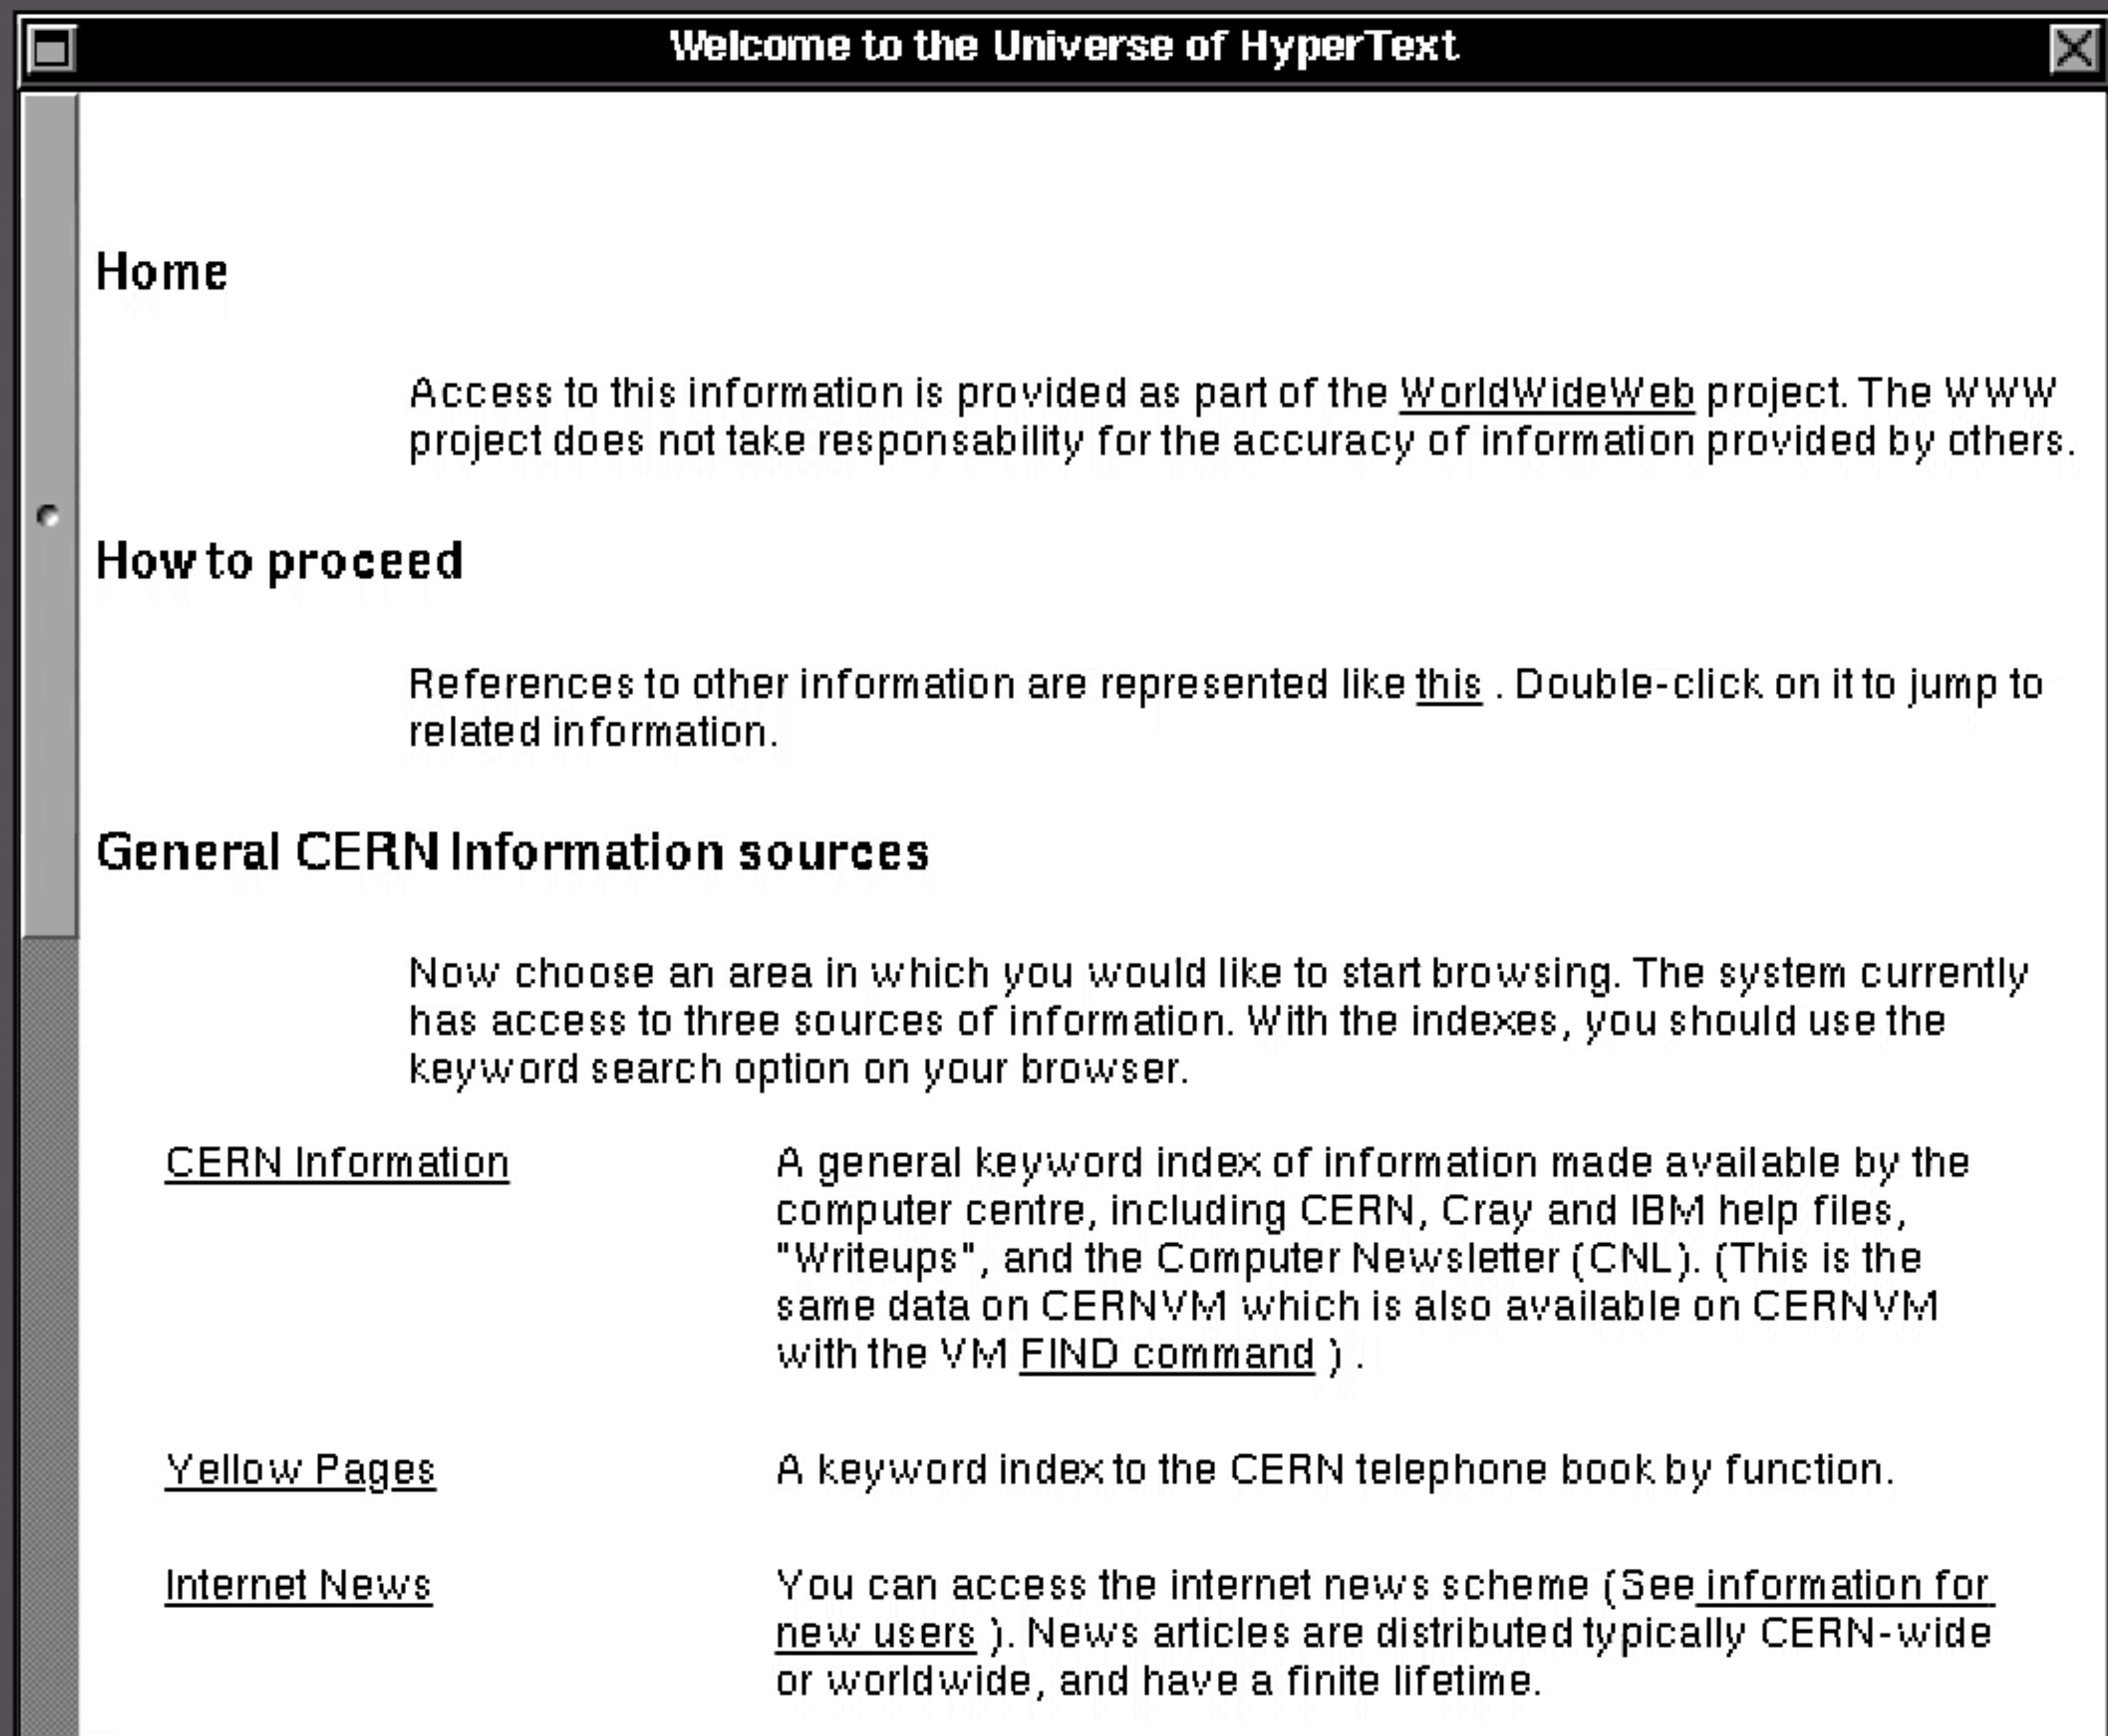 Welcome to the Universe of HyperText
Home
Access to this information is provided as part of the WorldWideWeb project. The WWW
project does not take responsability for the accuracy of information provided by others.
How to proceed
References to other information are represented like this . Double-click on it to jump to
related information.
General CERN Information sources
Now choose an area in which you would like to start browsing. The system currently
has access to three sources of information. With the indexes, you should use the
keyword search option on your browser.
CERN Information A general keyword index of information made available by the
computer centre, including CERN, Cray and IBM help files,
"Writeups", and the Computer Newsletter (CNL). (This is the
same data on CERNVM which is also available on CERNVM
with the VM FIND command ) .
Yellow Pages A keyword index to the CERN telephone book by function.
Internet News You can access the internet news scheme (See information for
new users ). News articles are distributed typically CERN-wide
or worldwide, and have a finite lifetime.